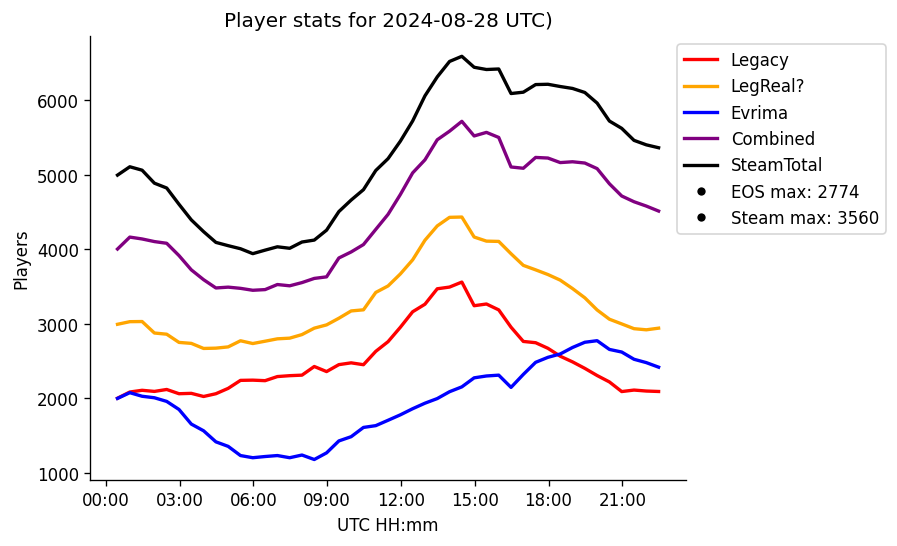 Player stats for 2024-08-28 UTC)
Legacy
LegReal?
Evrima
Combined
SteamTotal
EOS max: 2774
Steam max: 3560
6000
5000
4000
3000
2000
1000
Players
00:00 03:00 06:00 09:00 12:00 15:00 18:00 21:00
UTC HH:mm